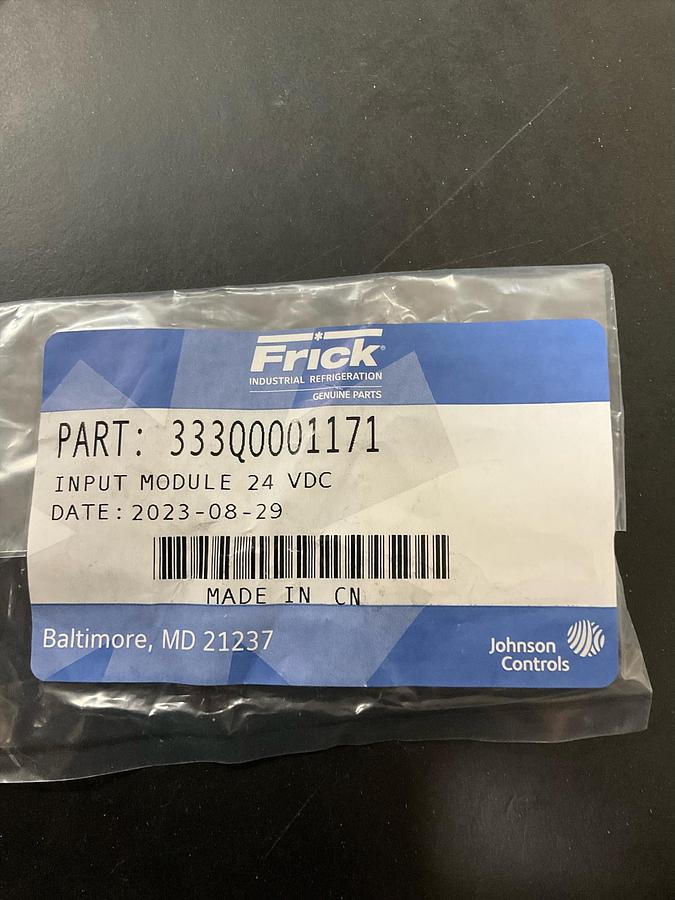 Frick®
INDUSTRIAL REFRIGERATION
GENUINE PARTS
PART: 333Q0001171
INPUT MODULE 24 VDC
DATE: 2023-08-29
MADE IN CN
Baltimore, MD 21237
Johnson
Controls